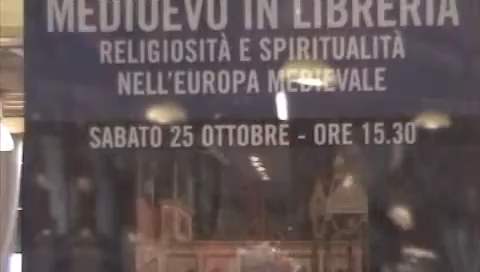 MEDIOEVO IN LIBRERIA
RELIGIOSITÀ E SPIRITUALITÀ
NELL'EUROPA MEDIEVALE
SABATO 25 OTTOBRE - ORE 15.30